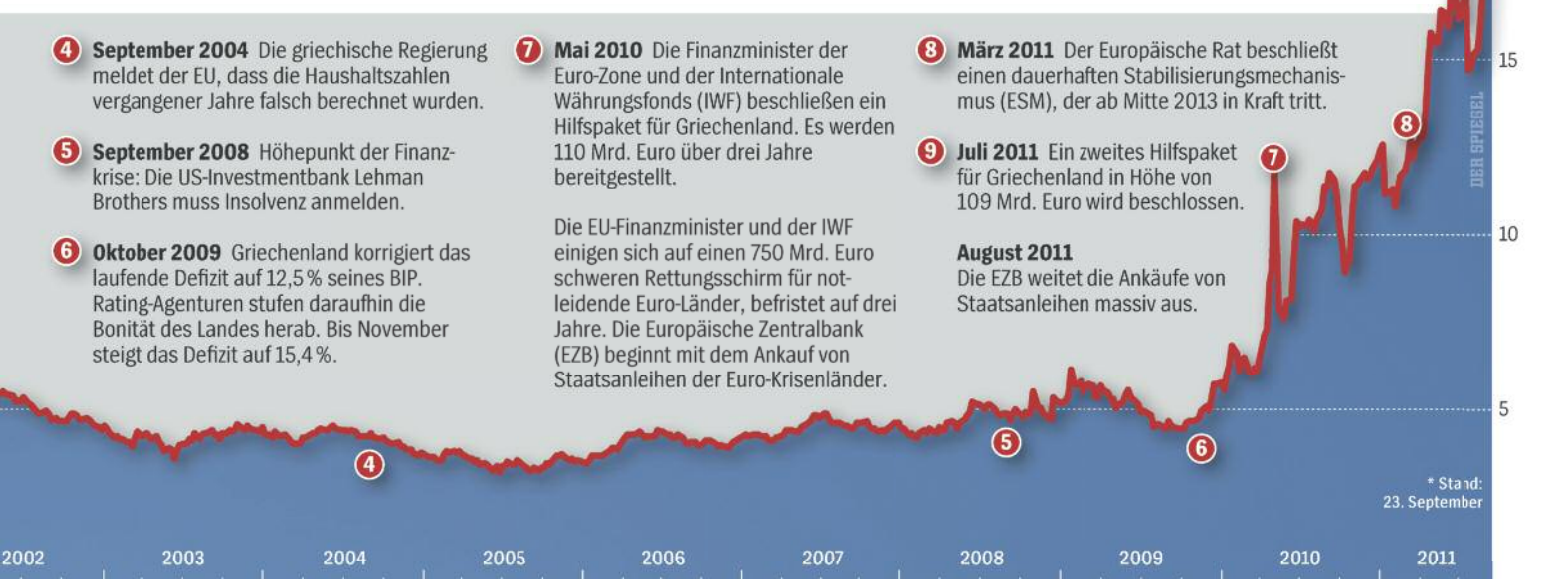 4 September 2004 Die griechische Regierung
meldet der EU, dass die Haushaltszahlen
vergangener Jahre falsch berechnet wurden.
5 September 2008 Höhepunkt der Finanz-
krise: Die US-Investmentbank Lehman
Brothers muss Insolvenz anmelden.
6 Oktober 2009 Griechenland korrigiert das
laufende Defizit auf 12,5 % seines BIP.
Rating-Agenturen stufen daraufhin die
Bonität des Landes herab. Bis November
steigt das Defizit auf 15,4 %.
7 Mai 2010 Die Finanzminister der
Euro-Zone und der Internationale
Währungsfonds (IWF) beschließen ein
Hilfspaket für Griechenland. Es werden
110 Mrd. Euro über drei Jahre
bereitgestellt.
Die EU-Finanzminister und der IWF
einigen sich auf einen 750 Mrd. Euro
schweren Rettungsschirm für not-
leidende Euro-Länder, befristet auf drei
Jahre. Die Europäische Zentralbank
(EZB) beginnt mit dem Ankauf von
Staatsanleihen der Euro-Krisenländer.
8 März 2011 Der Europäische Rat beschließt
einen dauerhaften Stabilisierungsmechanis-
mus (ESM), der ab Mitte 2013 in Kraft tritt.
9 Juli 2011 Ein zweites Hilfspaket
für Griechenland in Höhe von
109 Mrd. Euro wird beschlossen.
August 2011
Die EZB weitet die Ankäufe von
Staatsanleihen massiv aus.
15
DER SPIEGEL
8
7
10
5
4
5
6
* Stand:
23. September
2002 2003 2004 2005 2006 2007 2008 2009 2010 2011